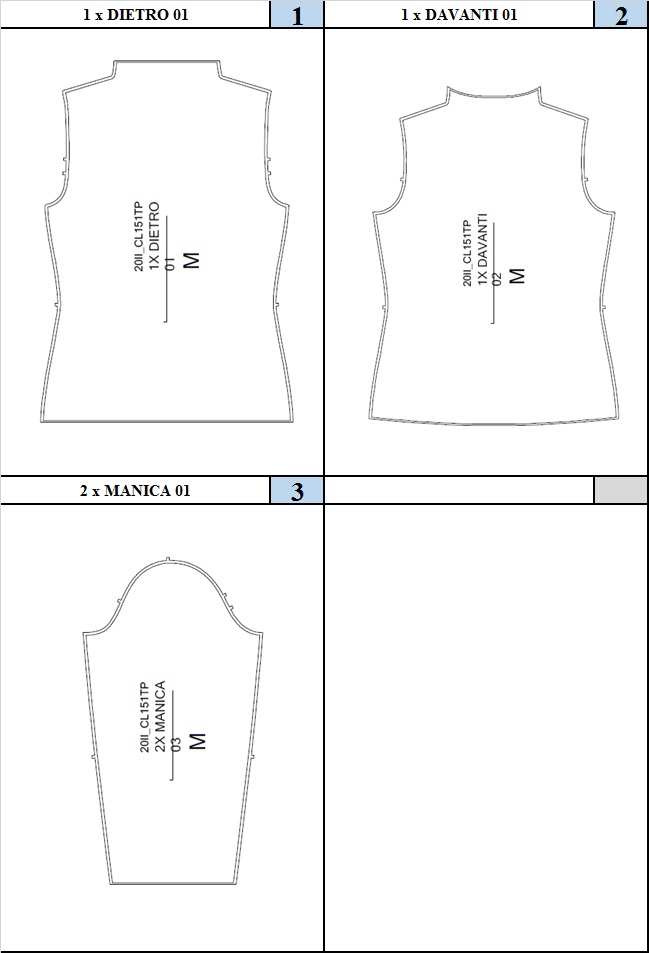 1 x DIETRO 01
1
20II_CL151TP
1X DIETRO
01
M
1 x DAVANTI 01
2
20II_CL151TP
1X DAVANTI
02
M
2 x MANICA 01
3
20II_CL151TP
2X MANICA
03
M